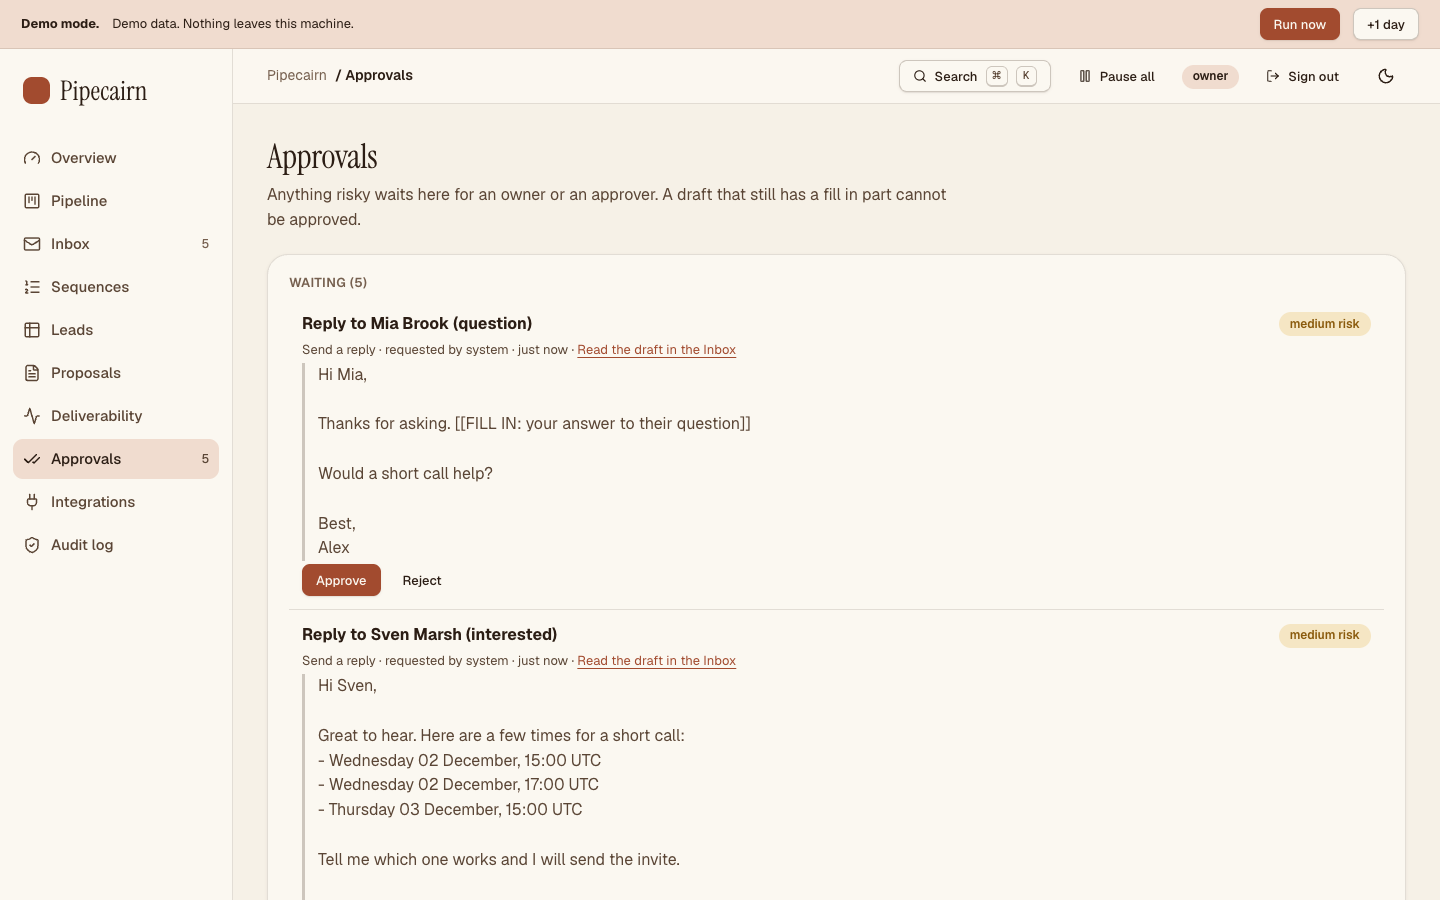 Demo mode. Demo data. Nothing leaves this machine.
Run now
+1 day
Pipecairn
Pipecairn / Approvals
Search ⌘ K
Pause all
owner
Sign out
Overview
Pipeline
Inbox 5
Sequences
Leads
Proposals
Deliverability
Approvals 5
Integrations
Audit log
Approvals
Anything risky waits here for an owner or an approver. A draft that still has a fill in part cannot
be approved.
WAITING (5)
Reply to Mia Brook (question)
medium risk
Send a reply · requested by system · just now · Read the draft in the Inbox
Hi Mia,
Thanks for asking. [[FILL IN: your answer to their question]]
Would a short call help?
Best,
Alex
Approve
Reject
Reply to Sven Marsh (interested)
medium risk
Send a reply · requested by system · just now · Read the draft in the Inbox
Hi Sven,
Great to hear. Here are a few times for a short call:
- Wednesday 02 December, 15:00 UTC
- Wednesday 02 December, 17:00 UTC
- Thursday 03 December, 15:00 UTC
Tell me which one works and I will send the invite.